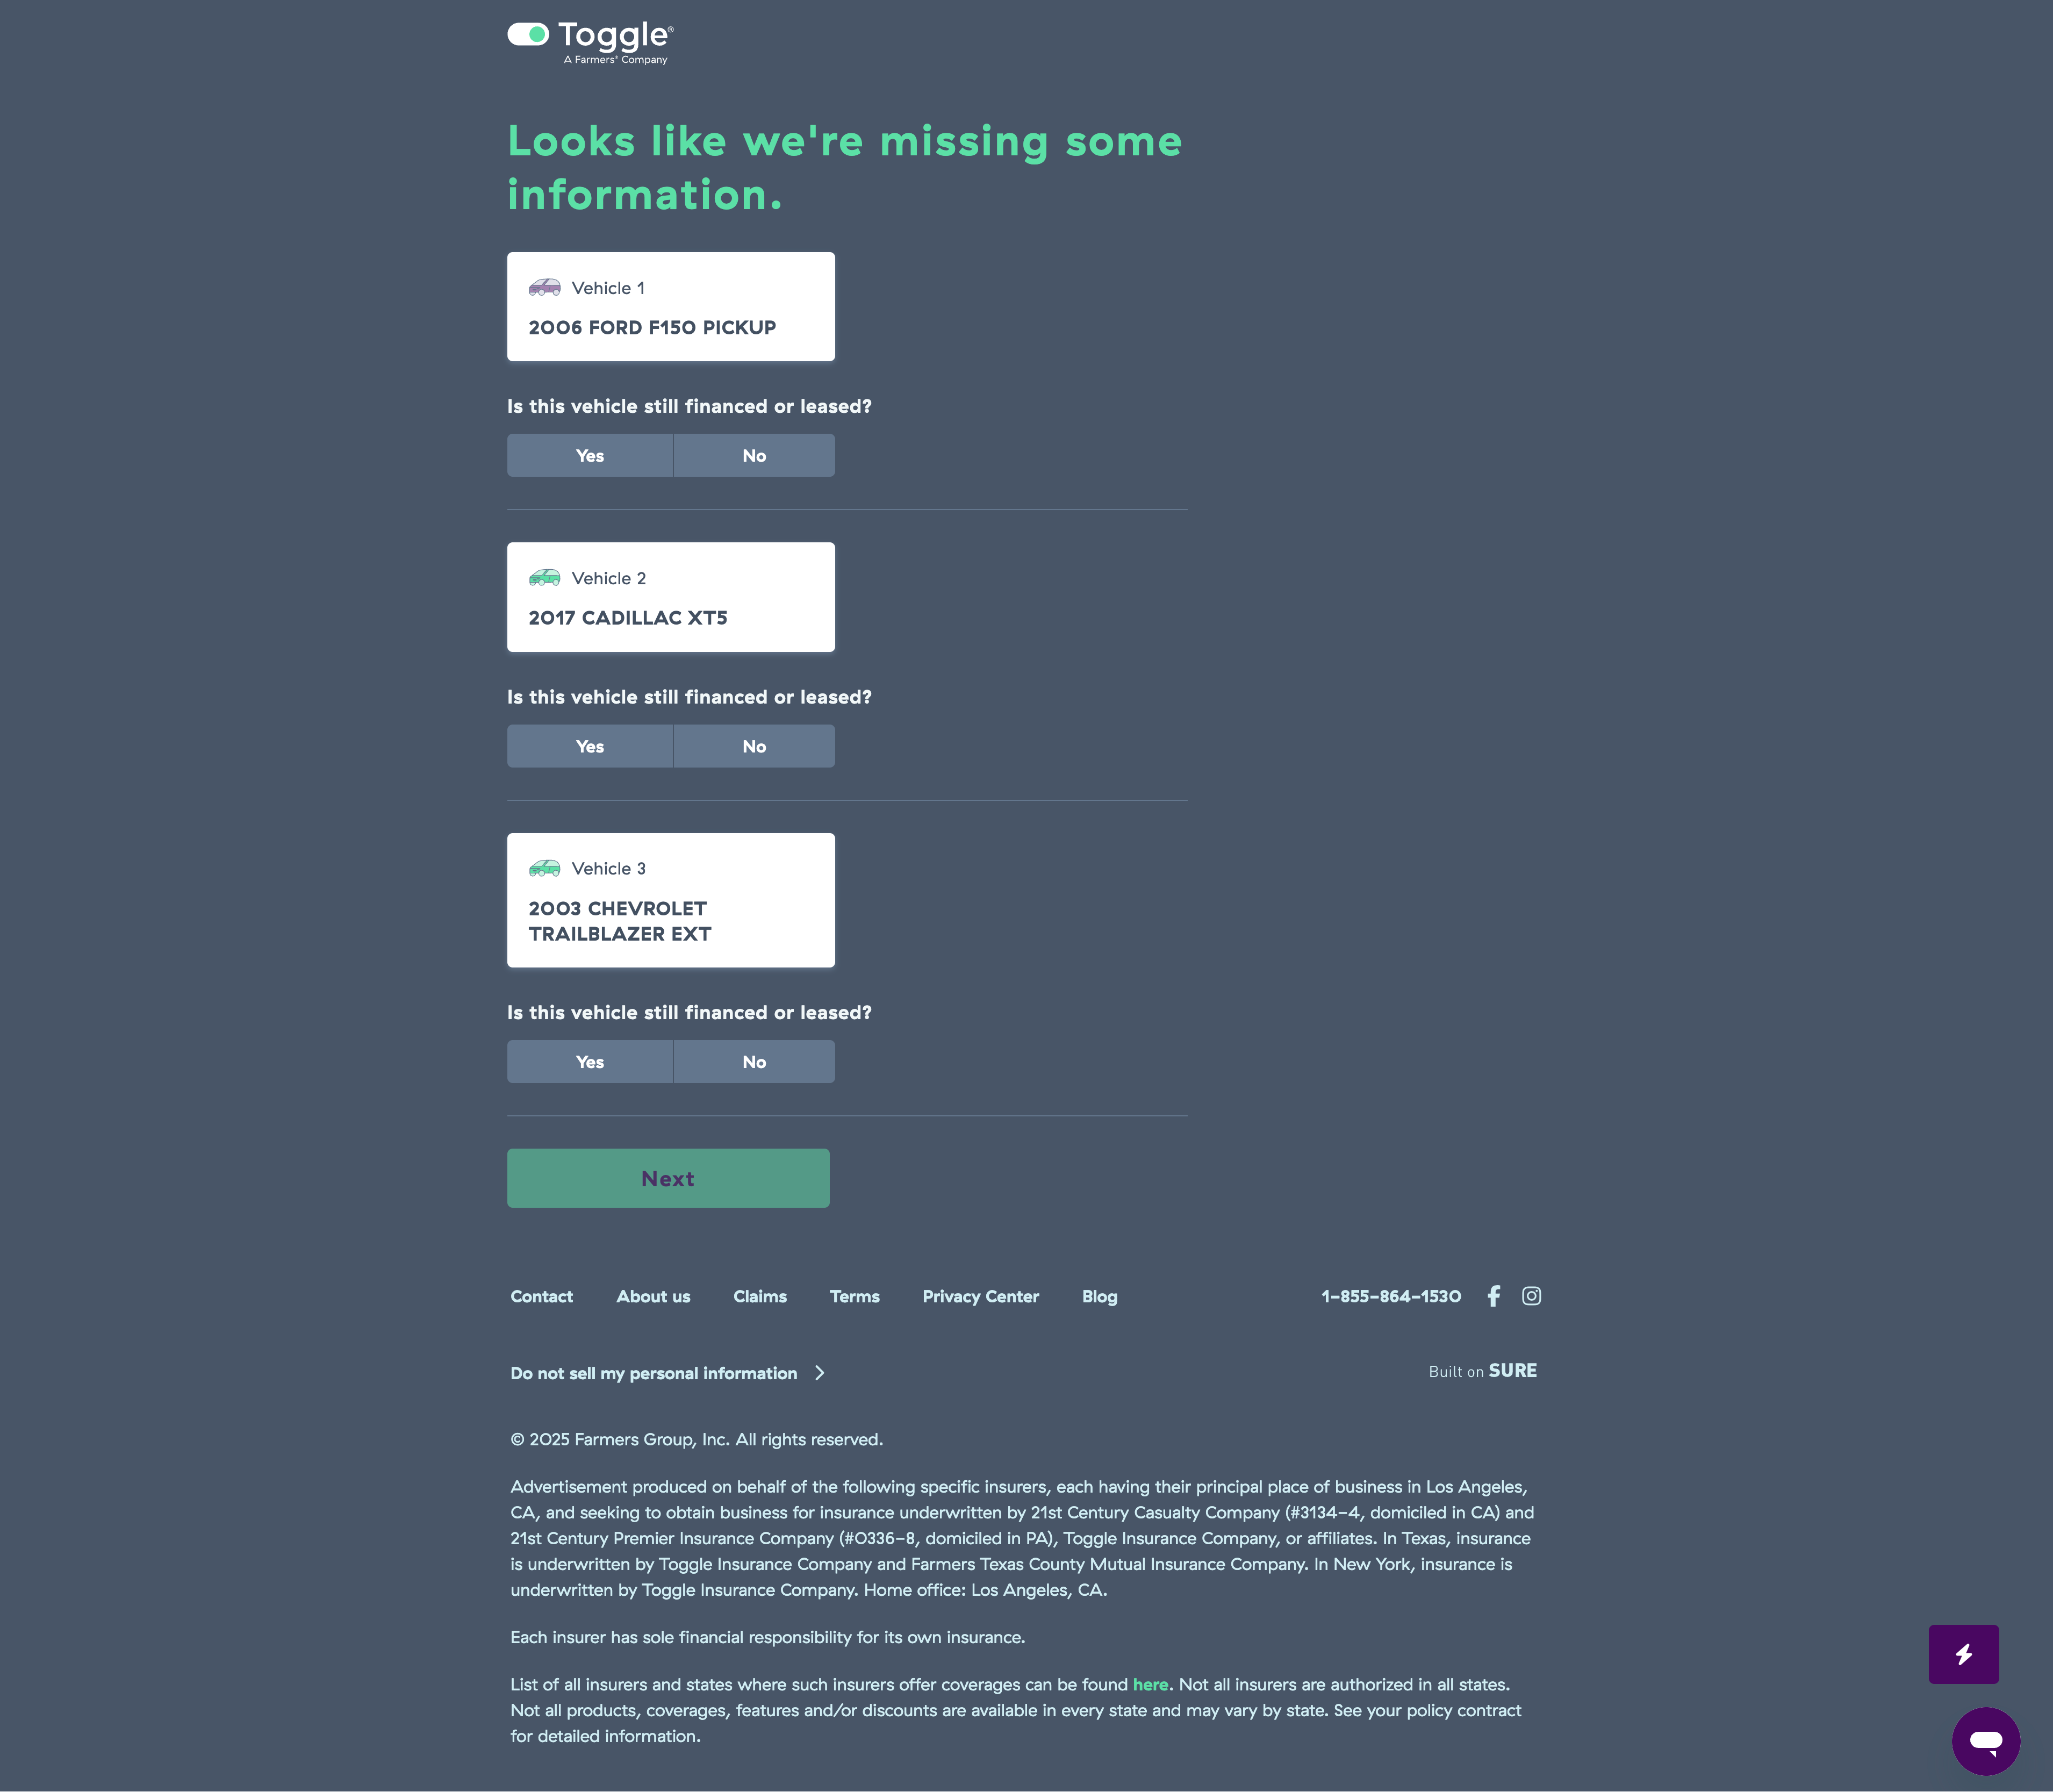 Toggle®
A Farmers® Company
Looks like we're missing some
information.
Vehicle 1
2006 FORD F150 PICKUP
Is this vehicle still financed or leased?
Yes
No
Vehicle 2
2017 CADILLAC XT5
Is this vehicle still financed or leased?
Yes
No
Vehicle 3
2003 CHEVROLET
TRAILBLAZER EXT
Is this vehicle still financed or leased?
Yes
No
Next
Contact
About us
Claims
Terms
Privacy Center
Blog
1-855-864-1530
Do not sell my personal information
Built on SURE
© 2025 Farmers Group, Inc. All rights reserved.
Advertisement produced on behalf of the following specific insurers, each having their principal place of business in Los Angeles,
CA, and seeking to obtain business for insurance underwritten by 21st Century Casualty Company (#3134-4, domiciled in CA) and
21st Century Premier Insurance Company (#0336-8, domiciled in PA), Toggle Insurance Company, or affiliates. In Texas, insurance
is underwritten by Toggle Insurance Company and Farmers Texas County Mutual Insurance Company. In New York, insurance is
underwritten by Toggle Insurance Company. Home office: Los Angeles, CA.
Each insurer has sole financial responsibility for its own insurance.
List of all insurers and states where such insurers offer coverages can be found here. Not all insurers are authorized in all states.
Not all products, coverages, features and/or discounts are available in every state and may vary by state. See your policy contract
for detailed information.